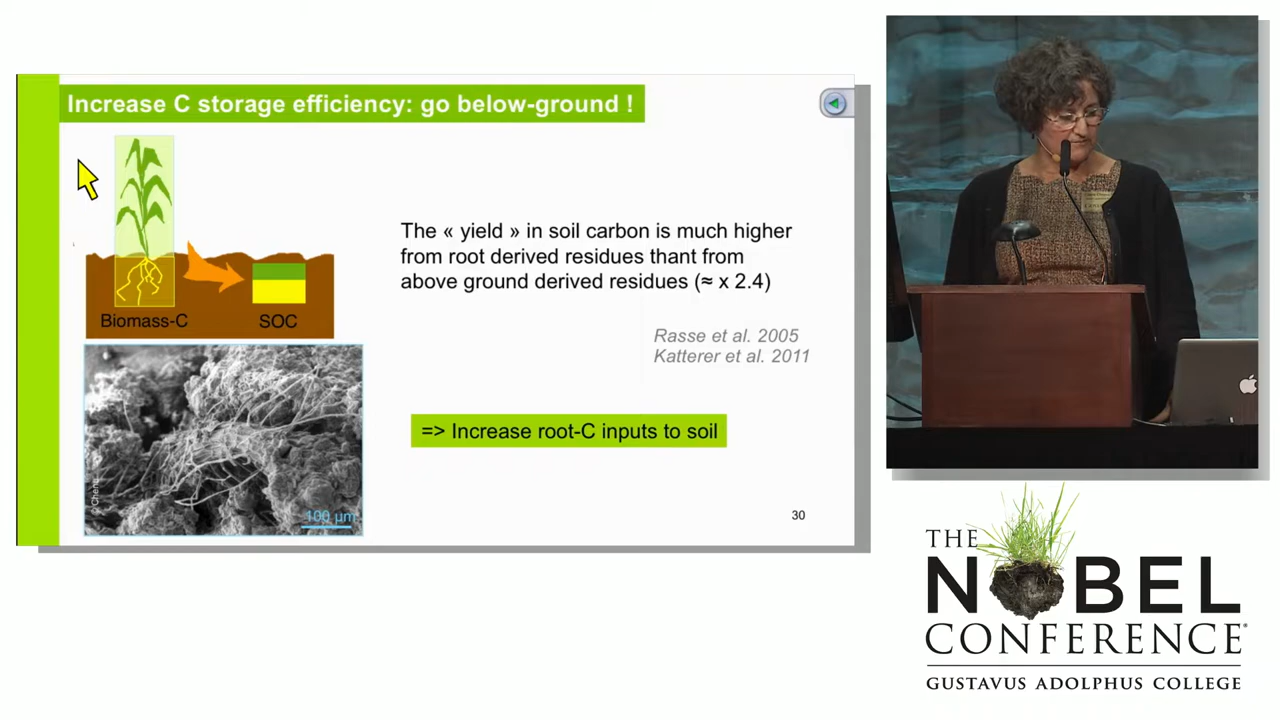 Increase C storage efficiency: go below-ground !
The « yield » in soil carbon is much higher
from root derived residues thant from
above ground derived residues (≈ x 2.4)
Biomass-C
SOC
Rasse et al. 2005
Katterer et al. 2011
=> Increase root-C inputs to soil
Chenu
100 µm
30
THE
NOBEL
CONFERENCE®
GUSTAVUS ADOLPHUS COLLEGE